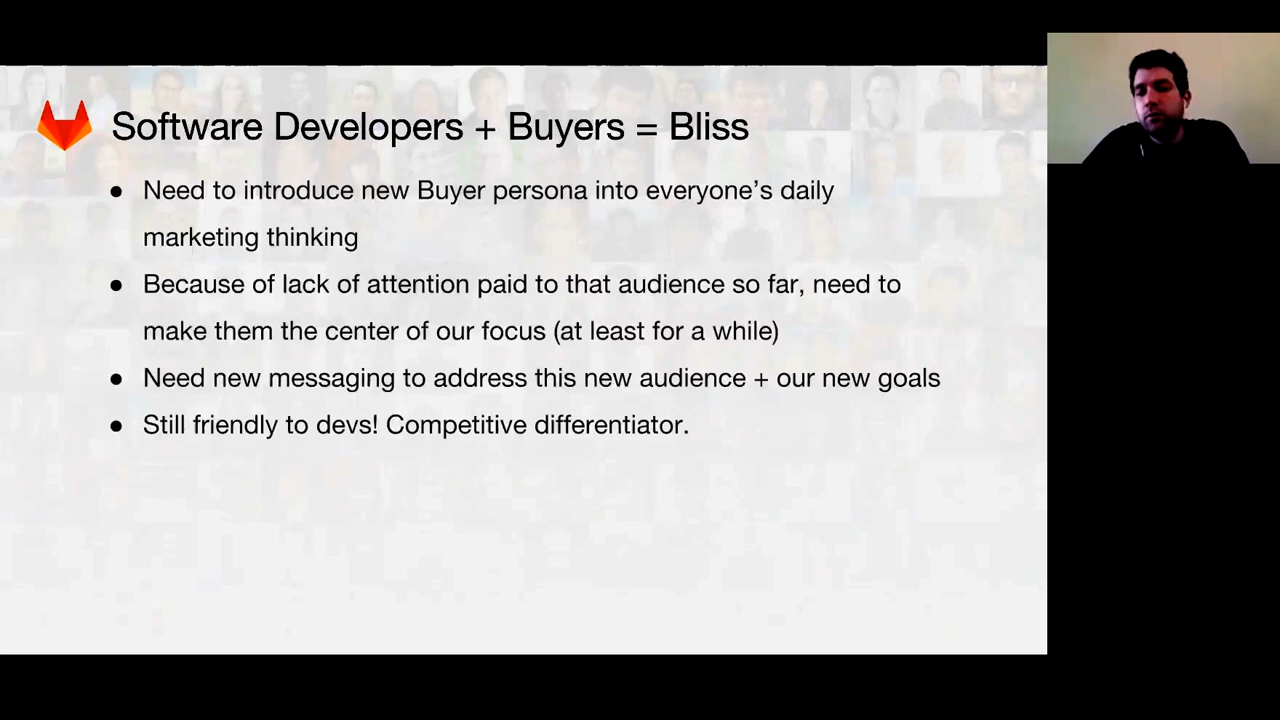 Software Developers + Buyers = Bliss
● Need to introduce new Buyer persona into everyone’s daily
marketing thinking
● Because of lack of attention paid to that audience so far, need to
make them the center of our focus (at least for a while)
● Need new messaging to address this new audience + our new goals
● Still friendly to devs! Competitive differentiator.